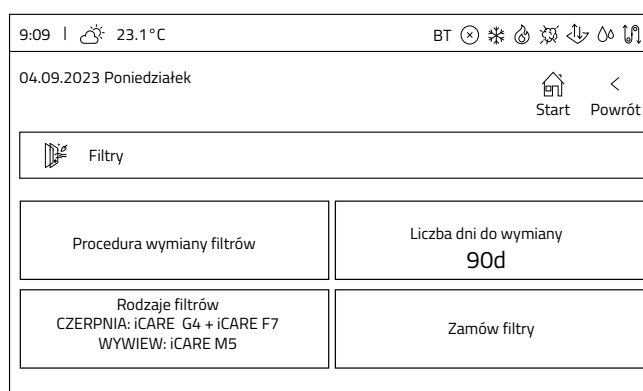 9:09 | 23.1°C BT
04.09.2023 Poniedziałek
Start Powrót
Filtry
Procedura wymiany filtrów
Liczba dni do wymiany
90d
Rodzaje filtrów
CZERPNIA: iCARE G4 + iCARE F7
WYWIEW: iCARE M5
Zamów filtry